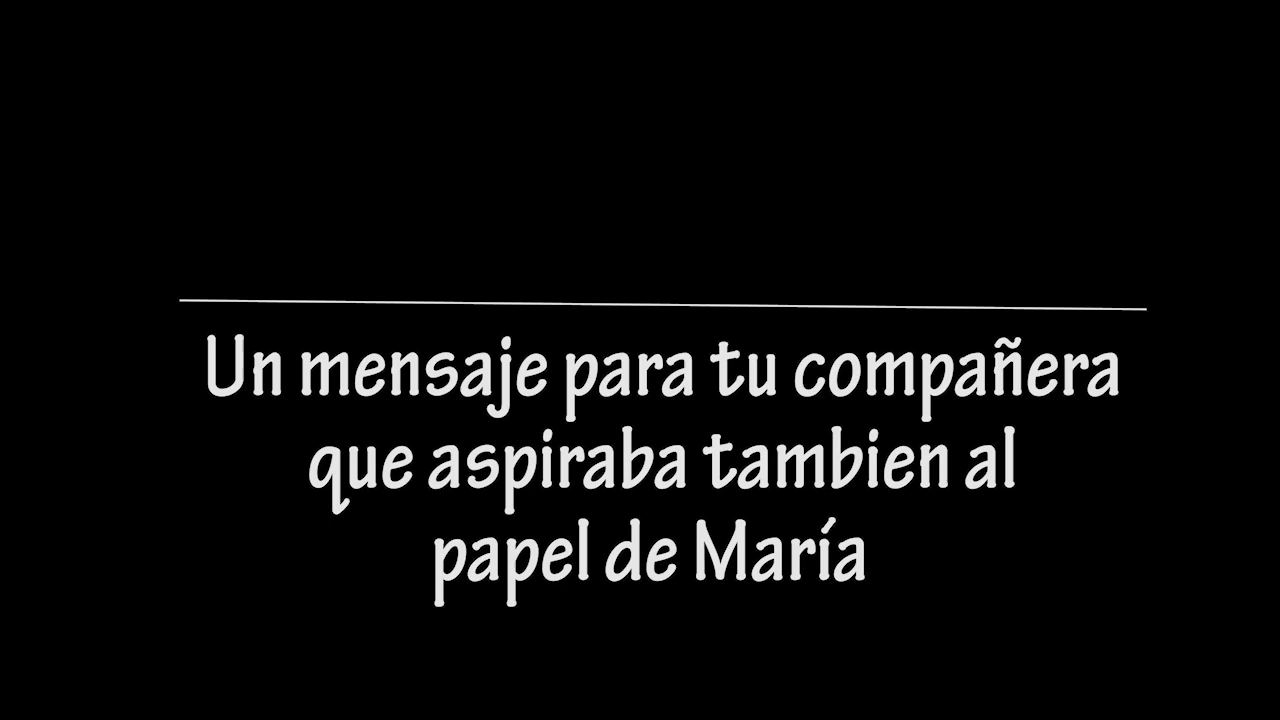 Un mensaje para tu compañera
que aspiraba tambien al
papel de María